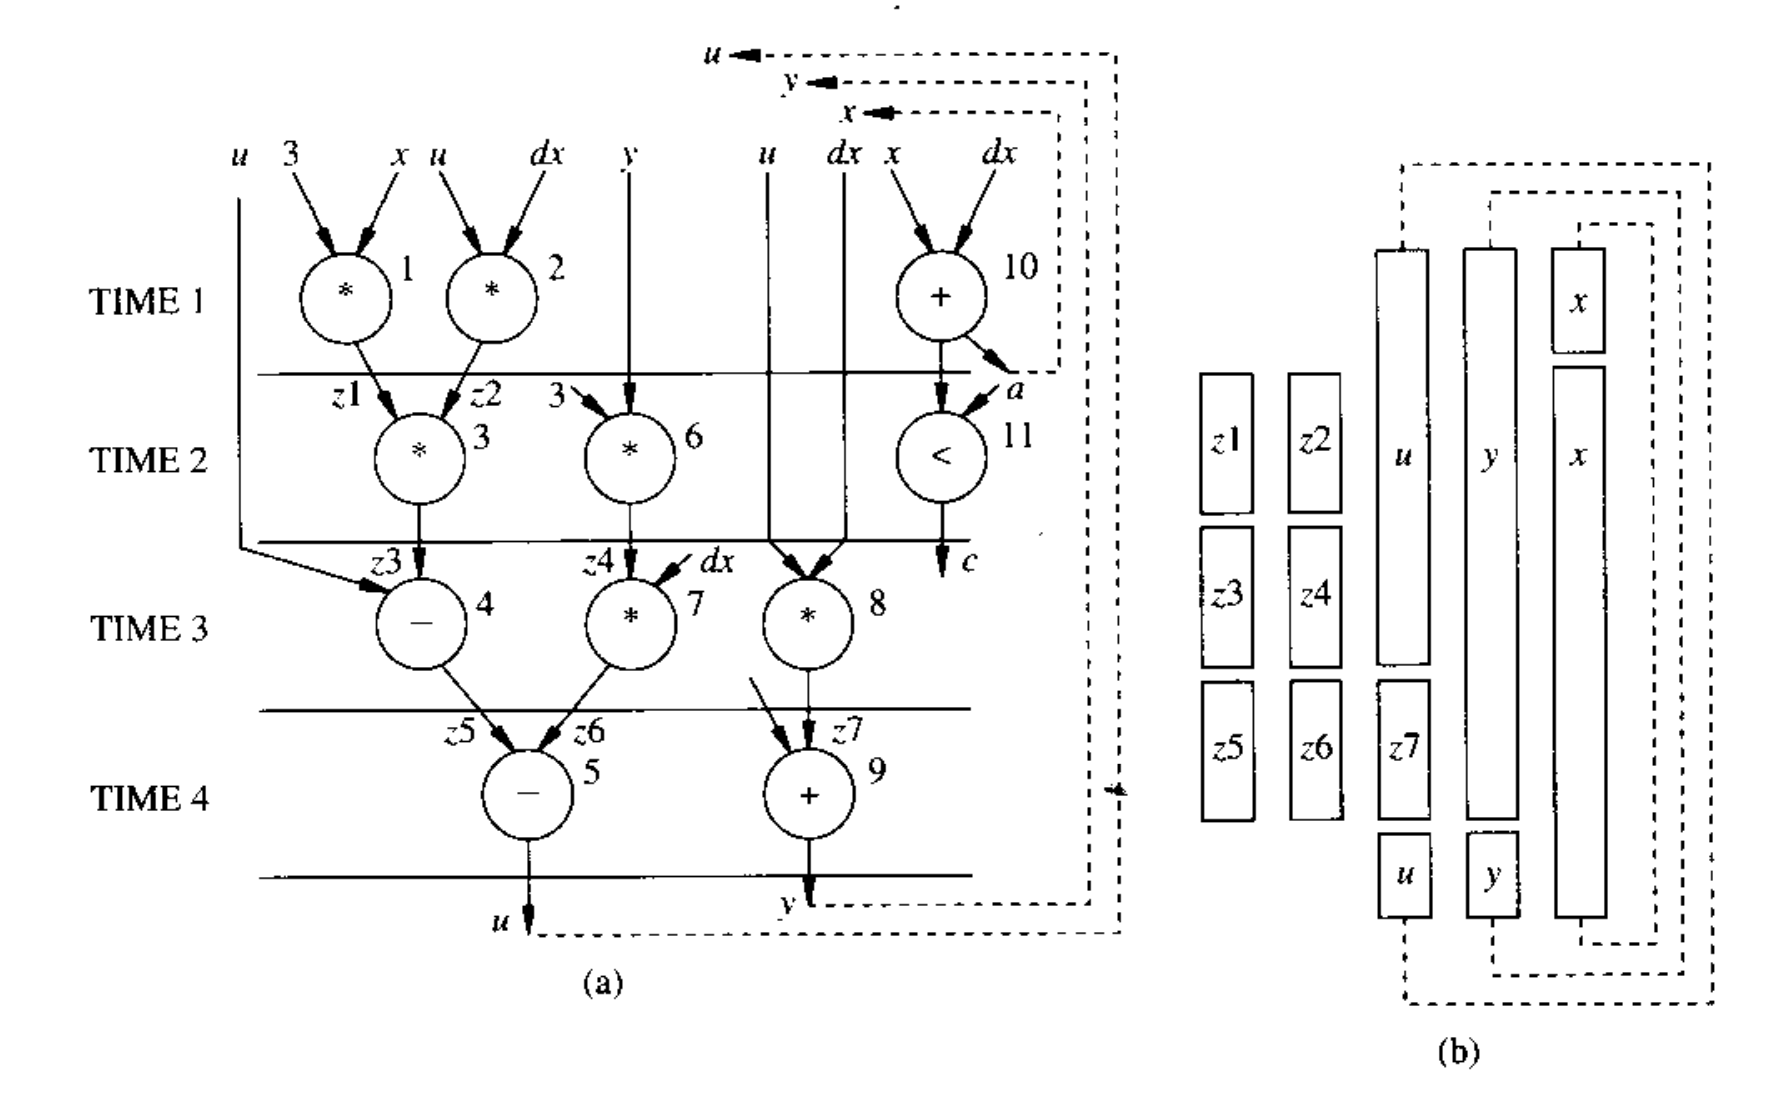 u
y
x
u 3 x u dx y u dx x dx
TIME 1
* 1
* 2
+ 10
z1 z2 3 a
TIME 2
* 3
* 6
< 11
z3 z4 dx c
TIME 3
− 4
* 7
* 8
z5 z6 z7
TIME 4
− 5
+ 9
u
y
(a)
x
z1 z2 u y x
z3 z4
z5 z6 z7
u y
(b)